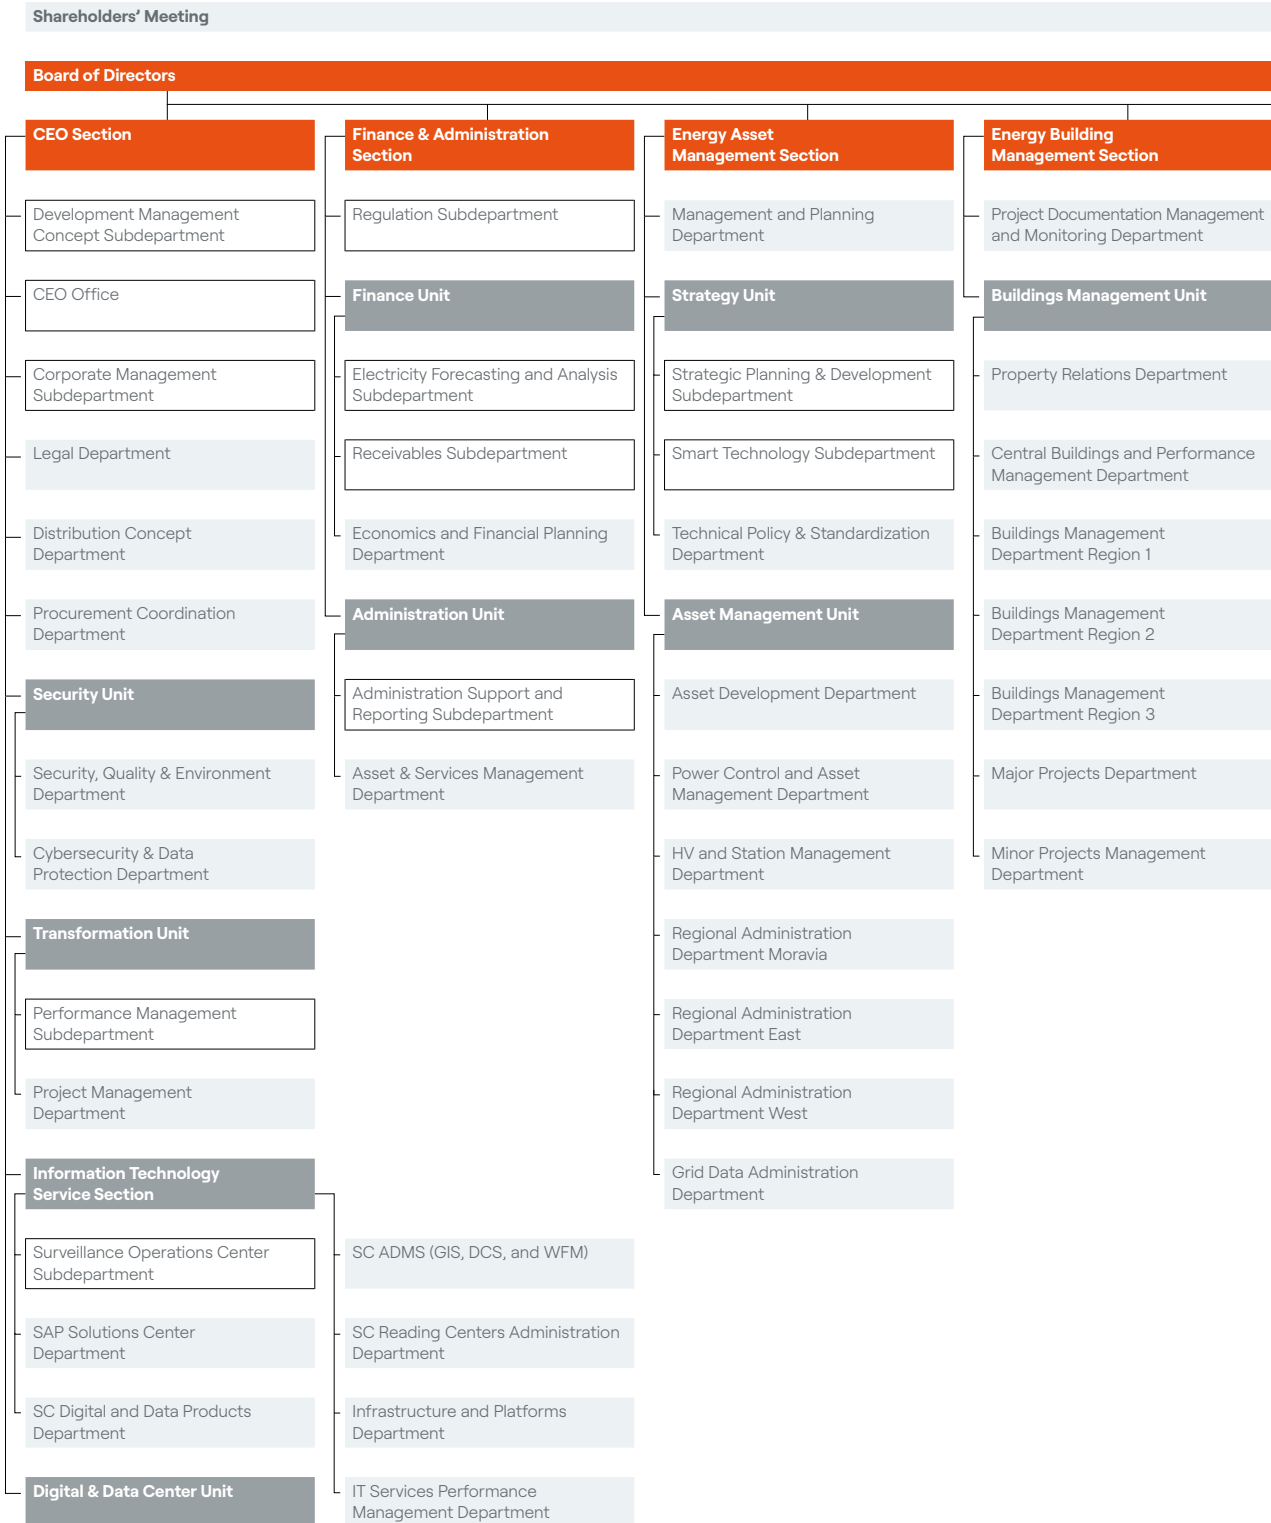 Shareholders’ Meeting
Board of Directors
CEO Section
Development Management
Concept Subdepartment
CEO Office
Corporate Management
Subdepartment
Legal Department
Distribution Concept
Department
Procurement Coordination
Department
Security Unit
Security, Quality & Environment
Department
Cybersecurity & Data
Protection Department
Transformation Unit
Performance Management
Subdepartment
Project Management
Department
Information Technology
Service Section
Surveillance Operations Center
Subdepartment
SAP Solutions Center
Department
SC Digital and Data Products
Department
Digital & Data Center Unit
Finance & Administration
Section
Regulation Subdepartment
Finance Unit
Electricity Forecasting and Analysis
Subdepartment
Receivables Subdepartment
Economics and Financial Planning
Department
Administration Unit
Administration Support and
Reporting Subdepartment
Asset & Services Management
Department
SC ADMS (GIS, DCS, and WFM)
SC Reading Centers Administration
Department
Infrastructure and Platforms
Department
IT Services Performance
Management Department
Energy Asset
Management Section
Management and Planning
Department
Strategy Unit
Strategic Planning & Development
Subdepartment
Smart Technology Subdepartment
Technical Policy & Standardization
Department
Asset Management Unit
Asset Development Department
Power Control and Asset
Management Department
HV and Station Management
Department
Regional Administration
Department Moravia
Regional Administration
Department East
Regional Administration
Department West
Grid Data Administration
Department
Energy Building
Management Section
Project Documentation Management
and Monitoring Department
Buildings Management Unit
Property Relations Department
Central Buildings and Performance
Management Department
Buildings Management
Department Region 1
Buildings Management
Department Region 2
Buildings Management
Department Region 3
Major Projects Department
Minor Projects Management
Department